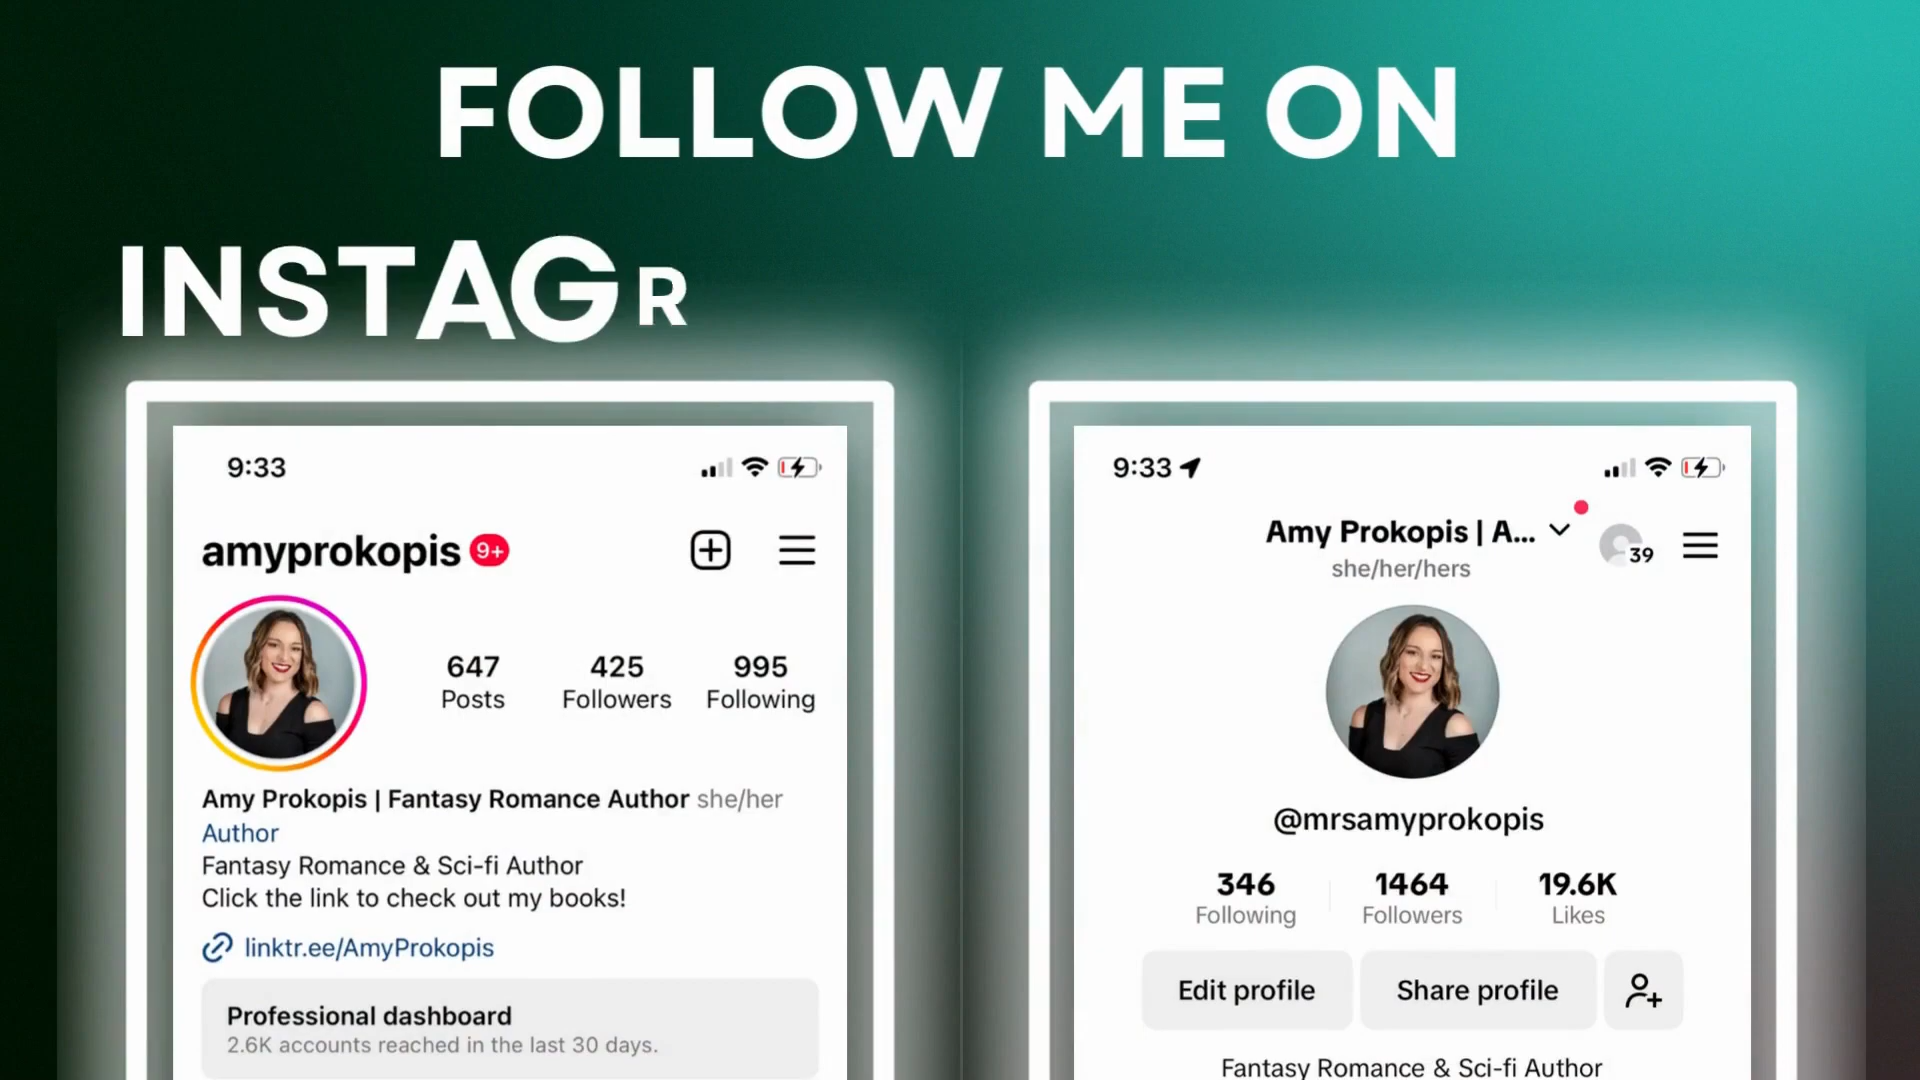 FOLLOW ME ON
INSTAGR
9:33
amyprokopis 9+
647 425 995
Posts Followers Following
Amy Prokopis | Fantasy Romance Author she/her
Author
Fantasy Romance & Sci-fi Author
Click the link to check out my books!
linktr.ee/AmyProkopis
Professional dashboard
2.6K accounts reached in the last 30 days.
9:33
Amy Prokopis | A...
39
she/her/hers
@mrsamyprokopis
346 1464 19.6K
Following Followers Likes
Edit profile Share profile
Fantasy Romance & Sci-fi Author